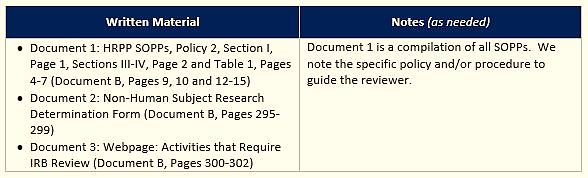 Written Material
Notes (as needed)
• Document 1: HRPP SOPPs, Policy 2, Section I,
Page 1, Sections III-IV, Page 2 and Table 1, Pages
4-7 (Document B, Pages 9, 10 and 12-15)
• Document 2: Non-Human Subject Research
Determination Form (Document B, Pages 295-
299)
• Document 3: Webpage: Activities that Require
IRB Review (Document B, Pages 300-302)
Document 1 is a compilation of all SOPPs.  We
note the specific policy and/or procedure to
guide the reviewer.